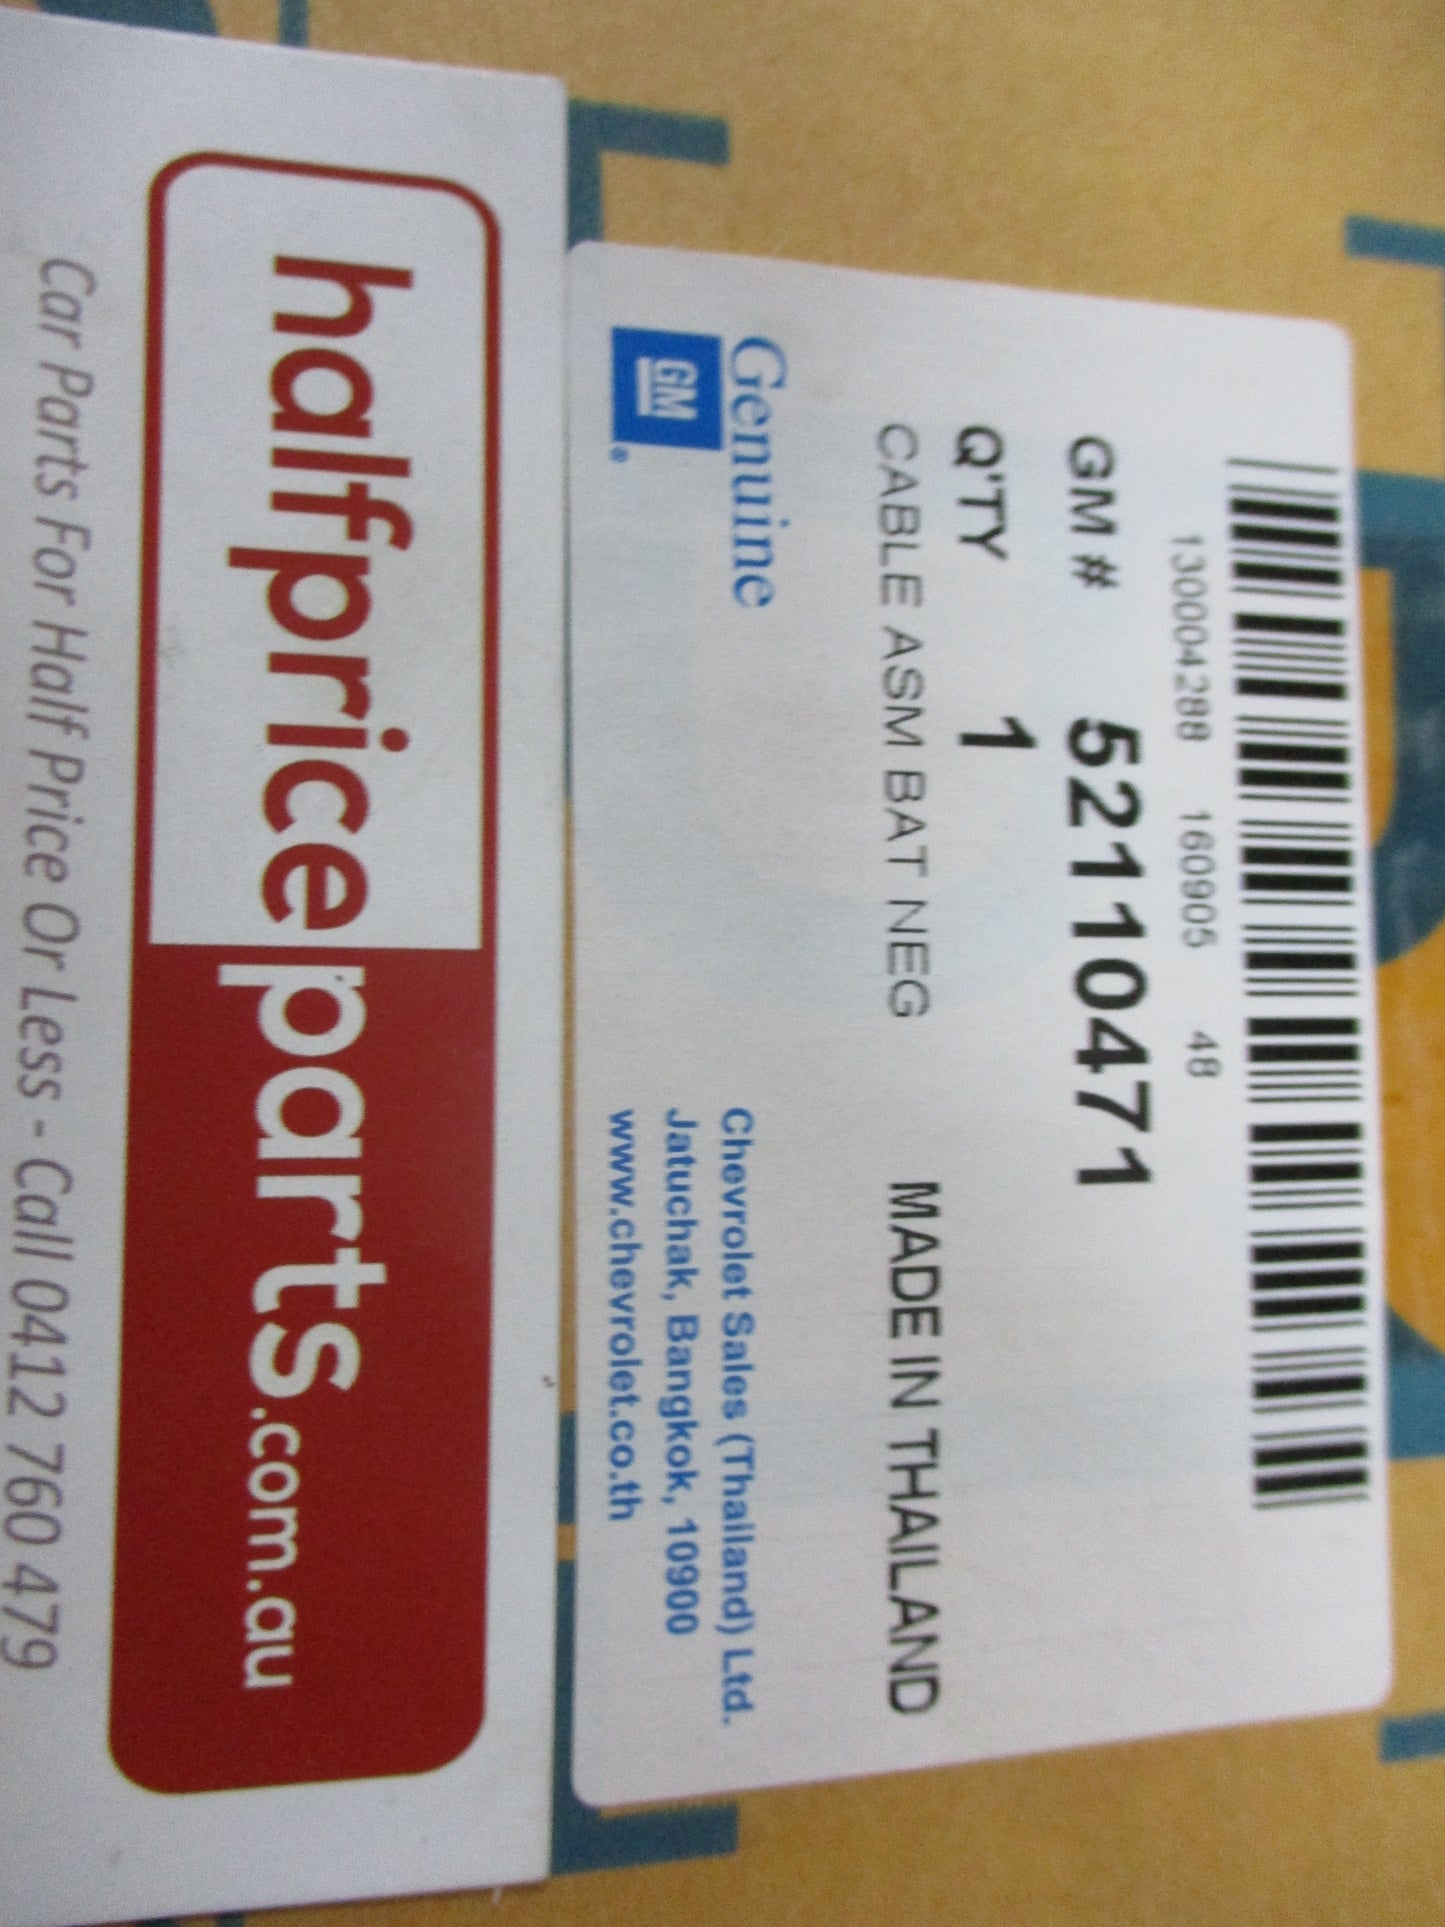 130004288 160905 48
GM # 52110471
Q'TY 1
CABLE ASM BAT NEG MADE IN THAILAND
Genuine
GM®
Chevrolet Sales (Thailand) Ltd.
Jatuchak, Bangkok, 10900
www.chevrolet.co.th
halfpriceparts.com.au
Car Parts For Half Price Or Less - Call 0412 760 479